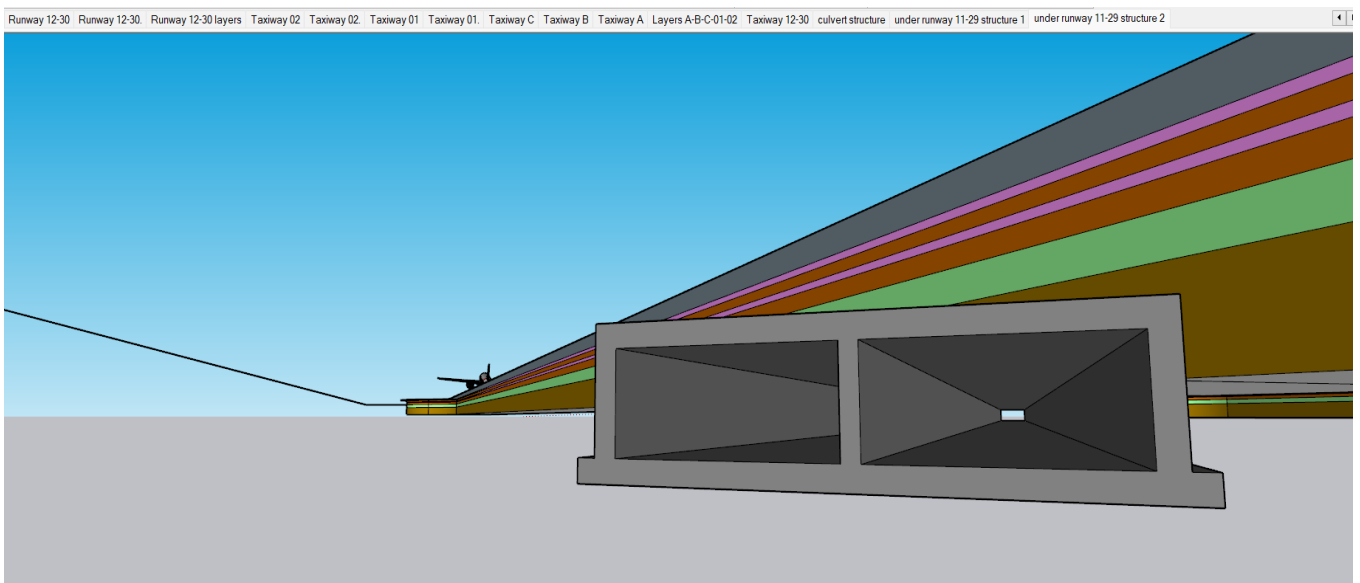 Runway 12-30 Runway 12-30. Runway 12-30 layers Taxiway 02 Taxiway 02. Taxiway 01 Taxiway 01. Taxiway C Taxiway B Taxiway A Layers A-B-C-01-02 Taxiway 12-30 culvert structure under runway 11-29 structure 1 under runway 11-29 structure 2